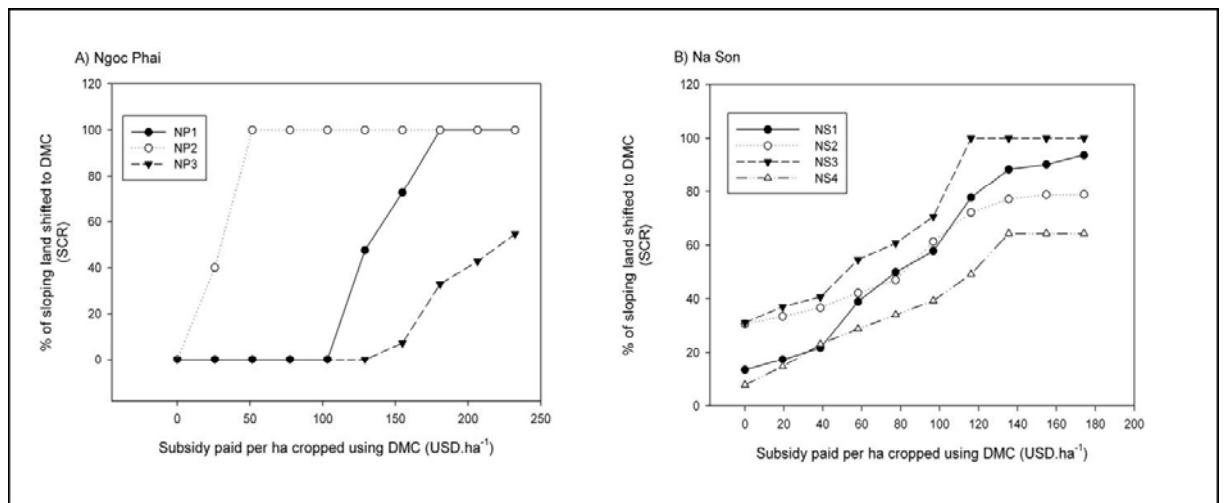 A) Ngoc Phai
120
100
80
60
40
20
0
% of sloping land shifted to DMC
(SCR)
NP1
NP2
NP3
0
50
100
150
200
250
Subsidy paid per ha cropped using DMC (USD.ha⁻¹)
B) Na Son
120
100
80
60
40
20
0
% of sloping land shifted to DMC
(SCR)
NS1
NS2
NS3
NS4
0
20
40
60
80
100
120
140
160
180
200
Subsidy paid per ha cropped using DMC (USD.ha⁻¹)